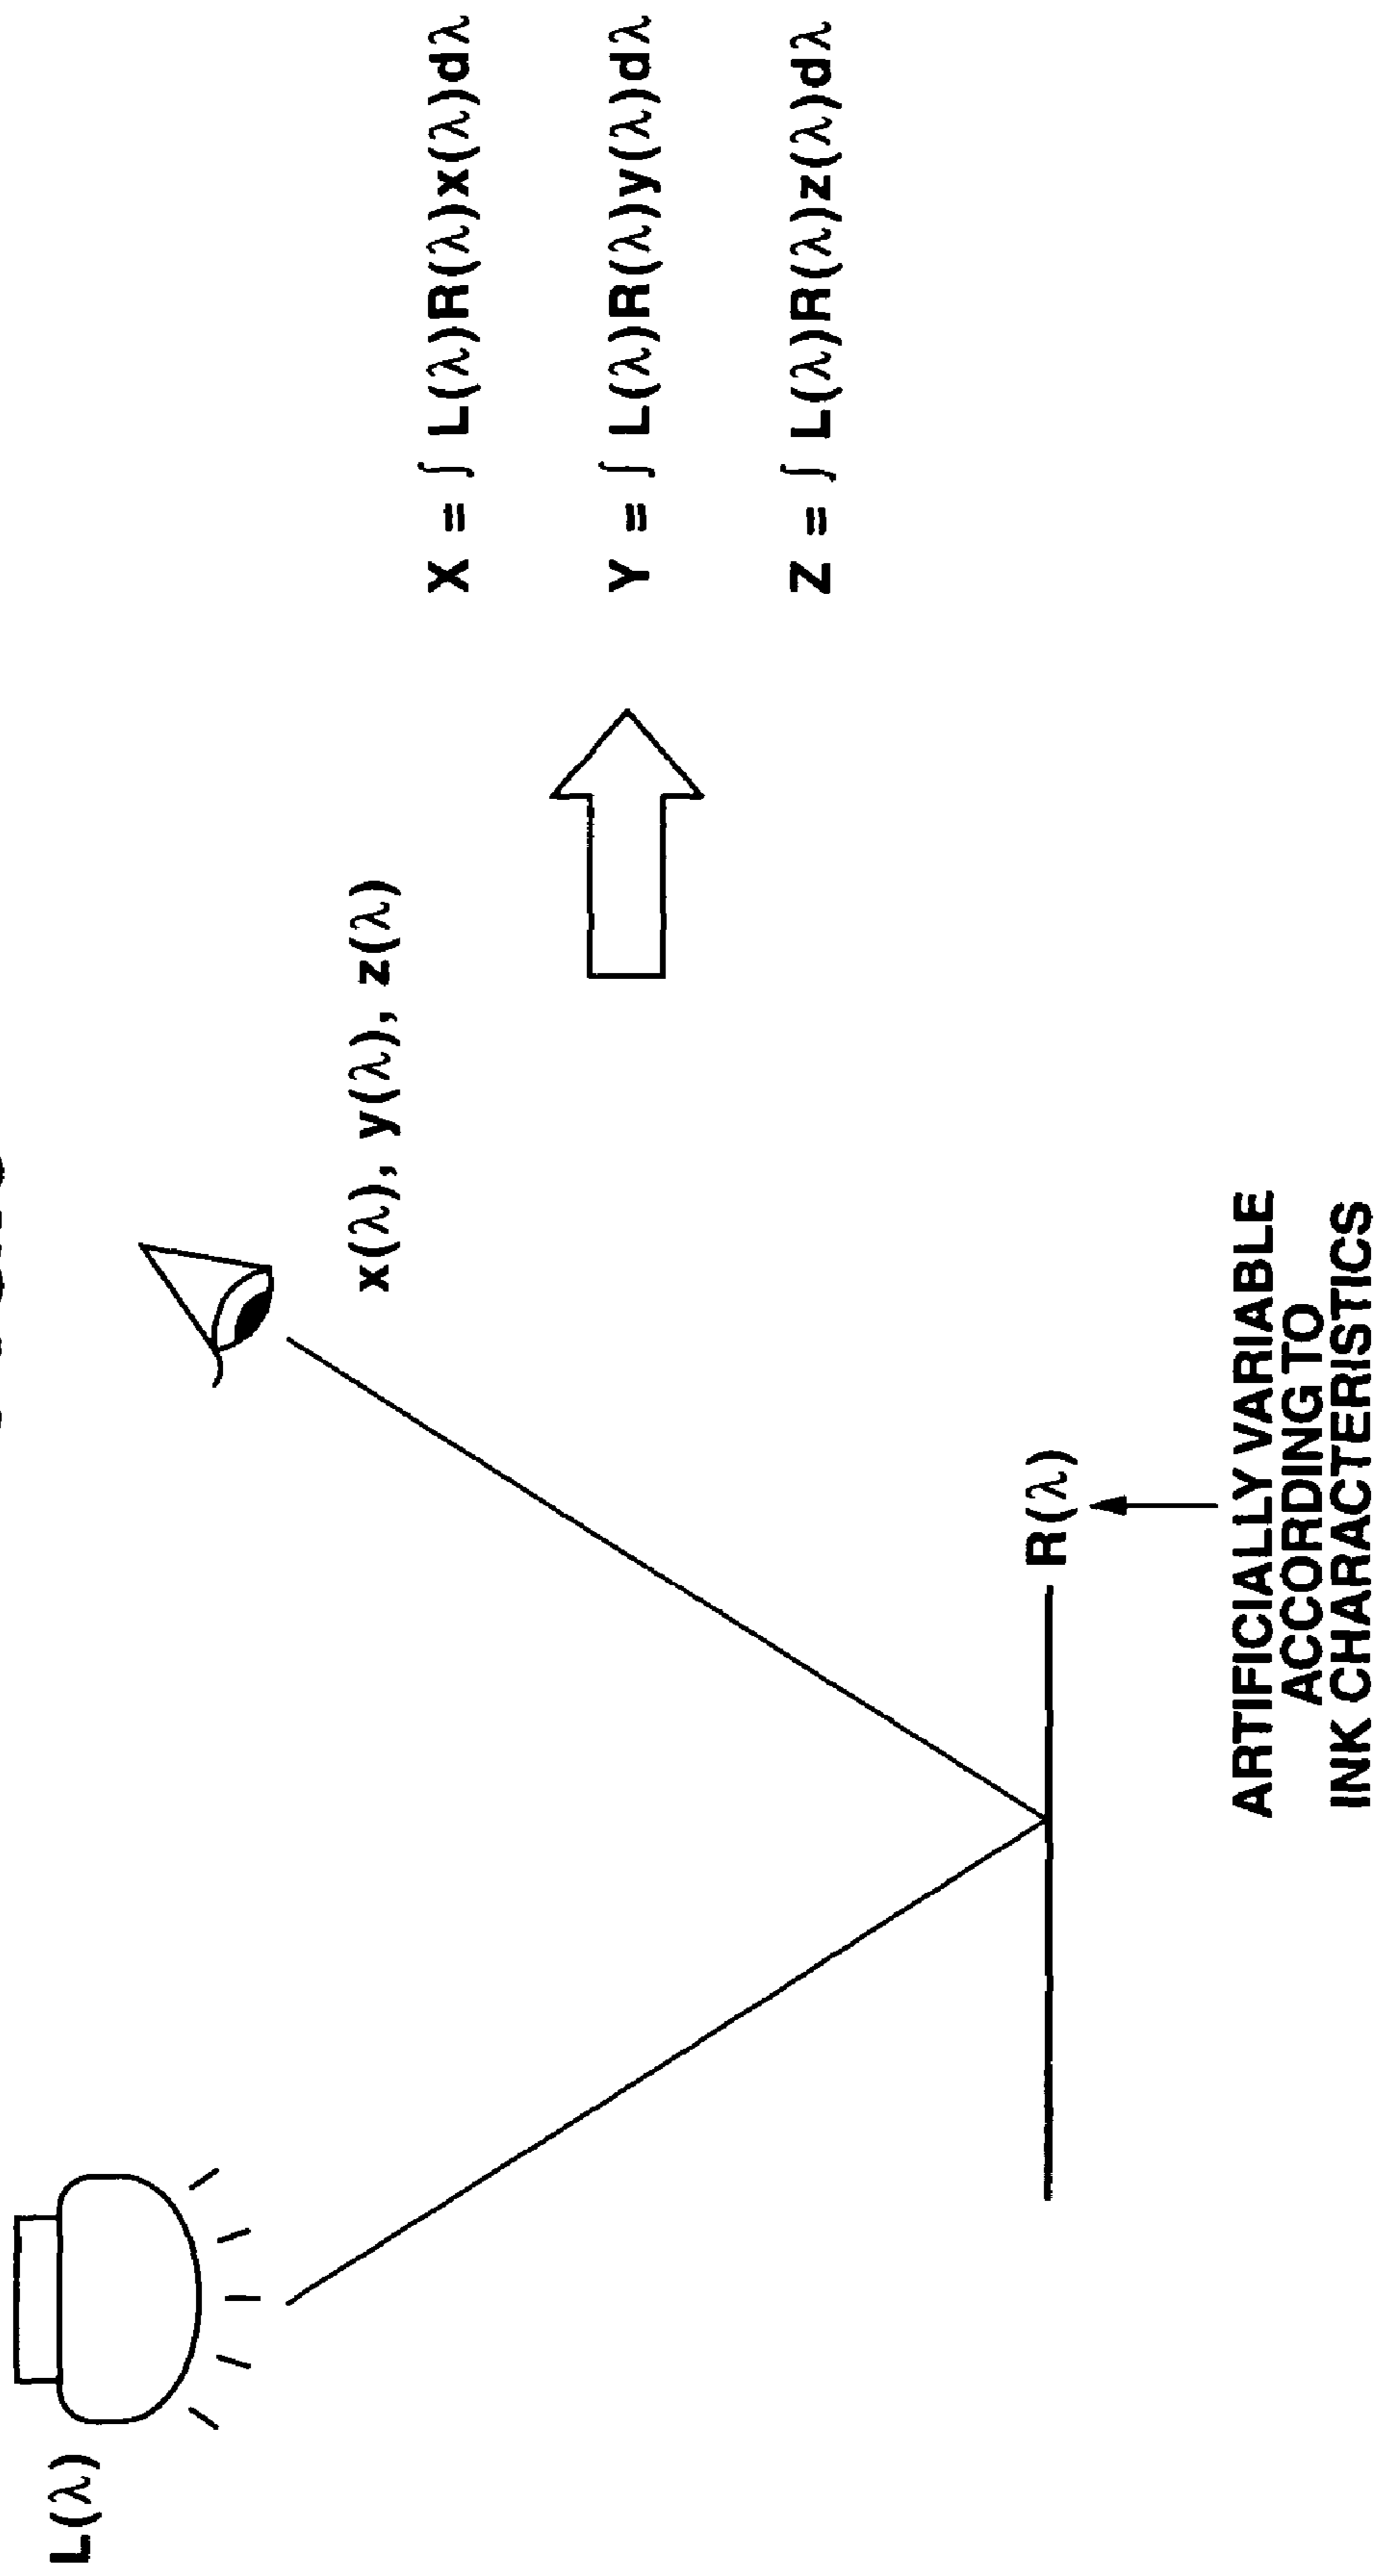 L(λ)
x(λ), y(λ), z(λ)
X = ∫ L(λ)R(λ)x(λ)dλ
Y = ∫ L(λ)R(λ)y(λ)dλ
Z = ∫ L(λ)R(λ)z(λ)dλ
R(λ)
ARTIFICIALLY VARIABLE
ACCORDING TO
INK CHARACTERISTICS